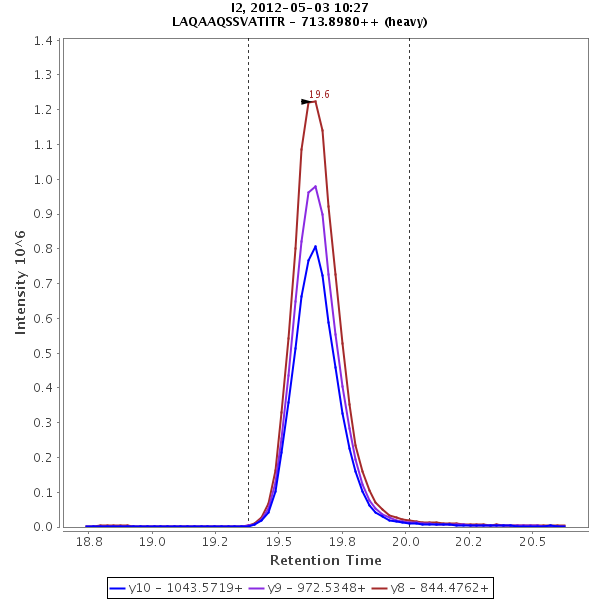 I2, 2012-05-03 10:27
LAQAAQSSVATITR - 713.8980++ (heavy)
1.4
1.3
1.2
1.1
1.0
0.9
0.8
0.7
0.6
0.5
0.4
0.3
0.2
0.1
0.0
Intensity 10^6
19.6
18.8 19.0 19.2 19.5 19.8 20.0 20.2 20.5
Retention Time
y10 - 1043.5719+ y9 - 972.5348+ y8 - 844.4762+